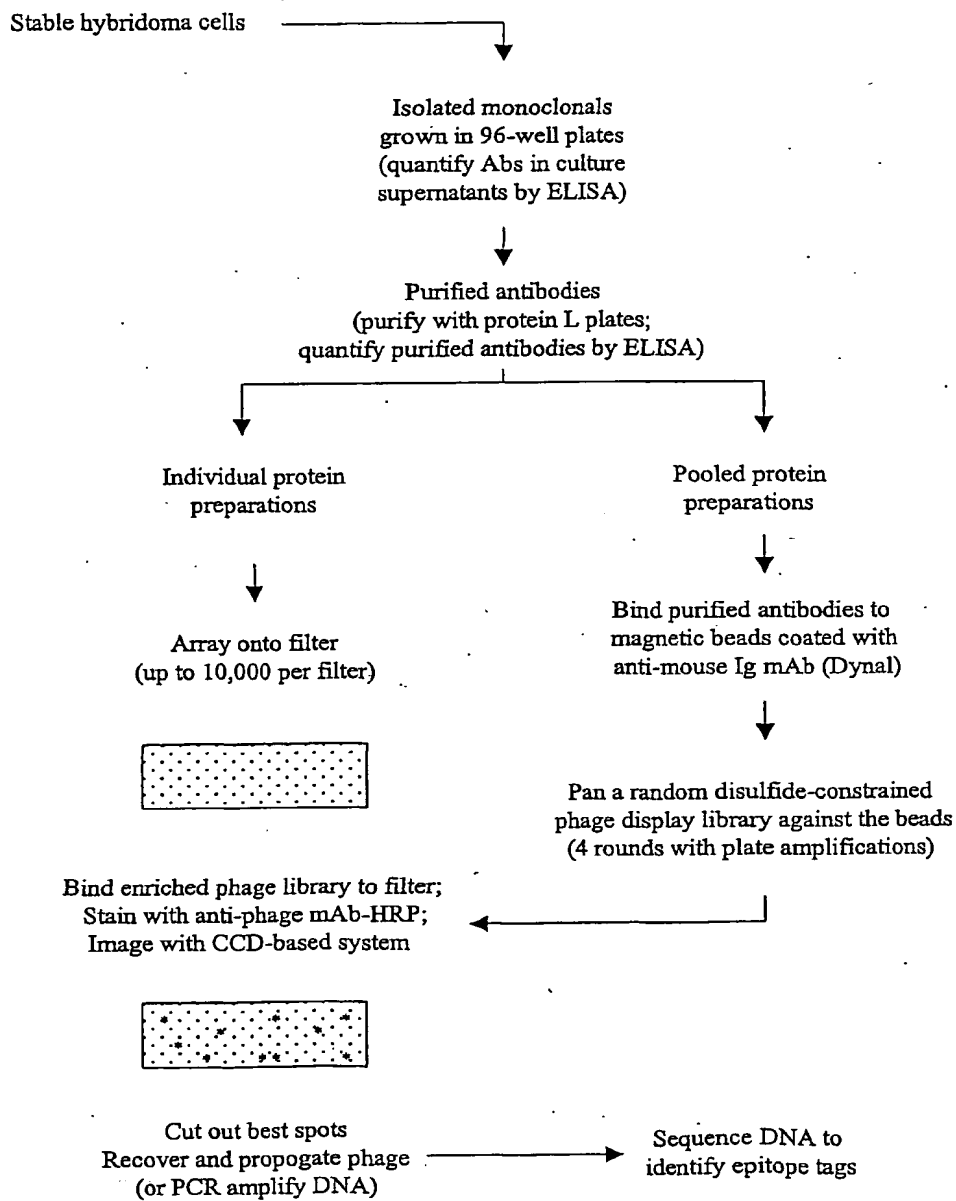 Stable hybridoma cells
Isolated monoclonals
grown in 96-well plates
(quantify Abs in culture
supernatants by ELISA)
Purified antibodies
(purify with protein L plates;
quantify purified antibodies by ELISA)
Individual protein
preparations
Array onto filter
(up to 10,000 per filter)
Pooled protein
preparations
Bind purified antibodies to
magnetic beads coated with
anti-mouse Ig mAb (Dynal)
Pan a random disulfide-constrained
phage display library against the beads
(4 rounds with plate amplifications)
Bind enriched phage library to filter;
Stain with anti-phage mAb-HRP;
Image with CCD-based system
Cut out best spots
Recover and propogate phage
(or PCR amplify DNA)
Sequence DNA to
identify epitope tags